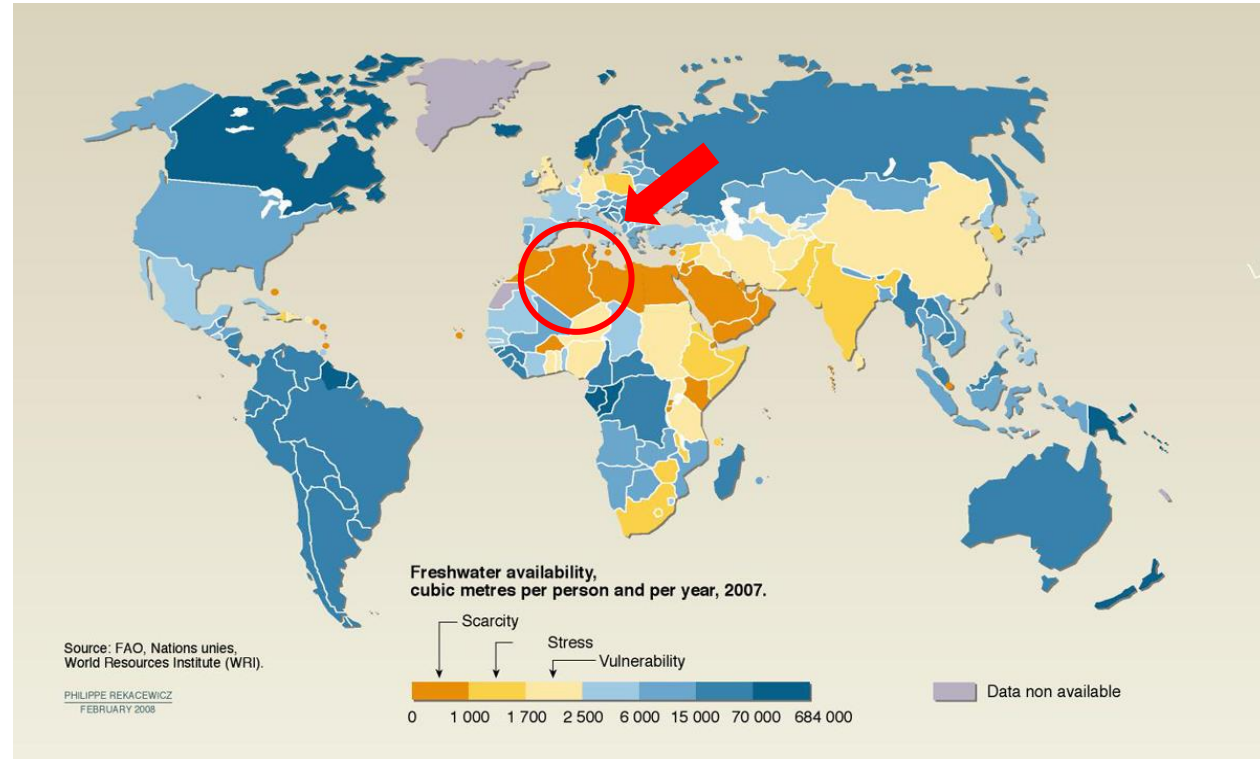 Freshwater availability,
cubic metres per person and per year, 2007.
Scarcity
Stress
Vulnerability
0 1 000 1 700 2 500 6 000 15 000 70 000 684 000
Data non available
Source: FAO, Nations unies,
World Resources Institute (WRI).
PHILIPPE REKACEWICZ
FEBRUARY 2008